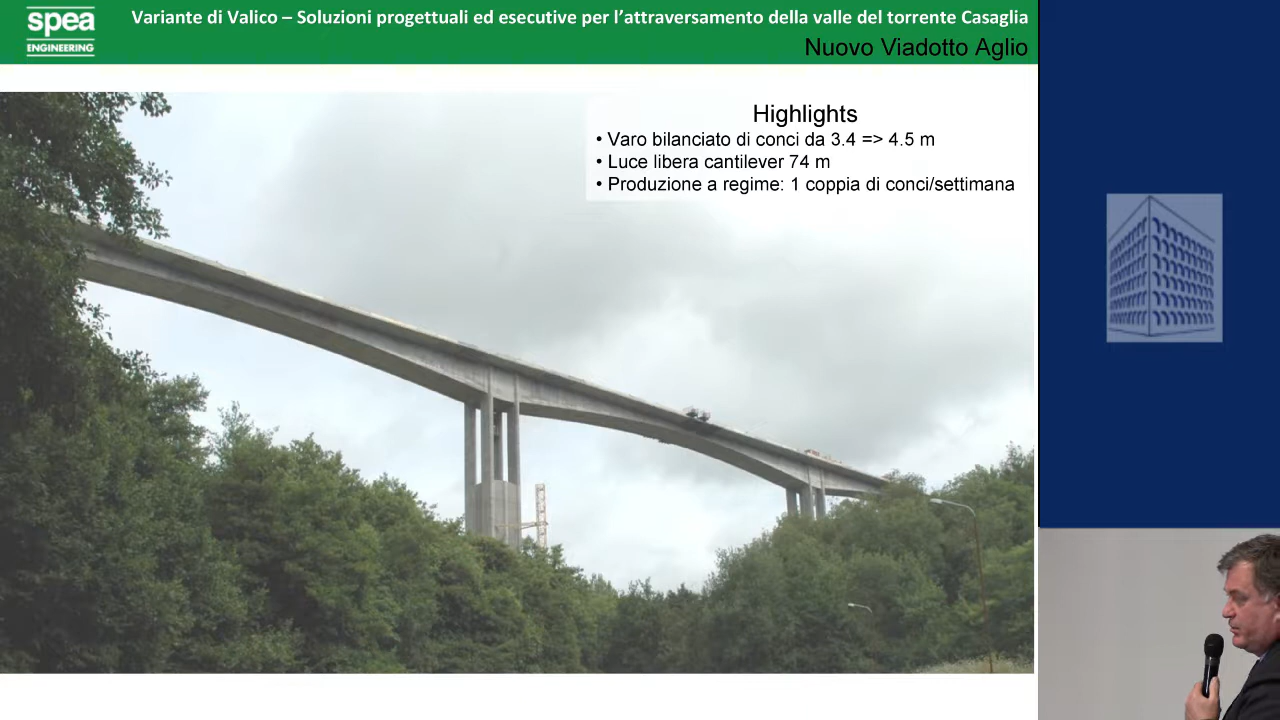 spea
ENGINEERING
Variante di Valico – Soluzioni progettuali ed esecutive per l’attraversamento della valle del torrente Casaglia
Nuovo Viadotto Aglio
Highlights
• Varo bilanciato di conci da 3.4 => 4.5 m
• Luce libera cantilever 74 m
• Produzione a regime: 1 coppia di conci/settimana